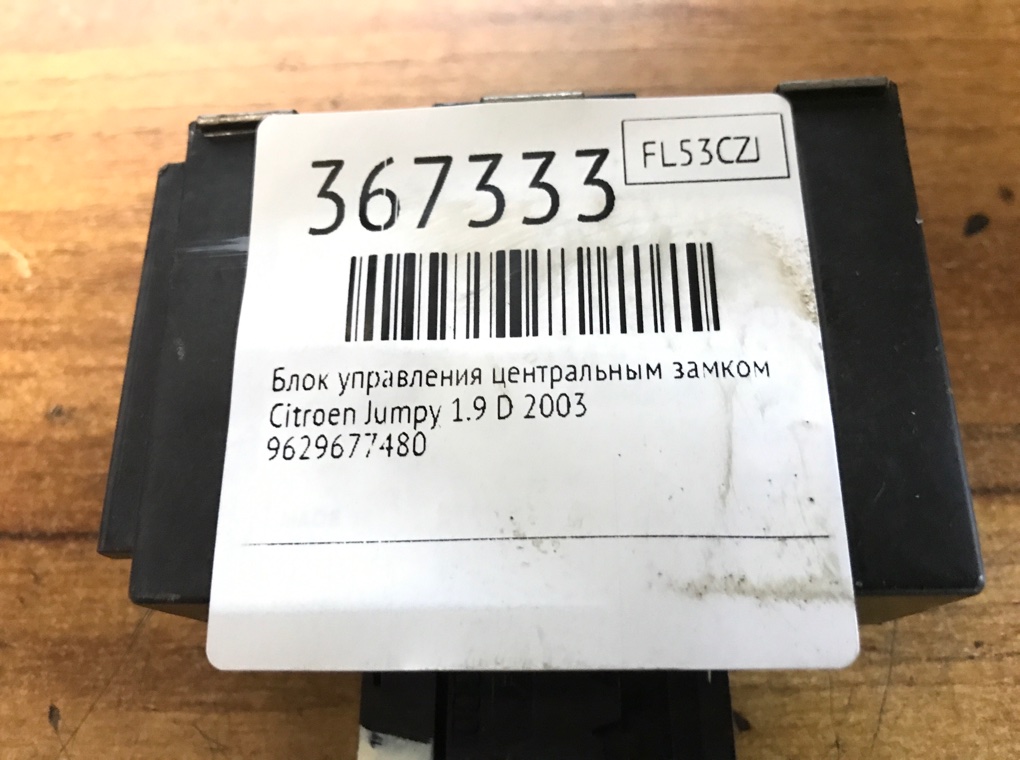 367333
FL53CZJ
Блок управления центральным замком
Citroen Jumpy 1.9 D 2003
9629677480